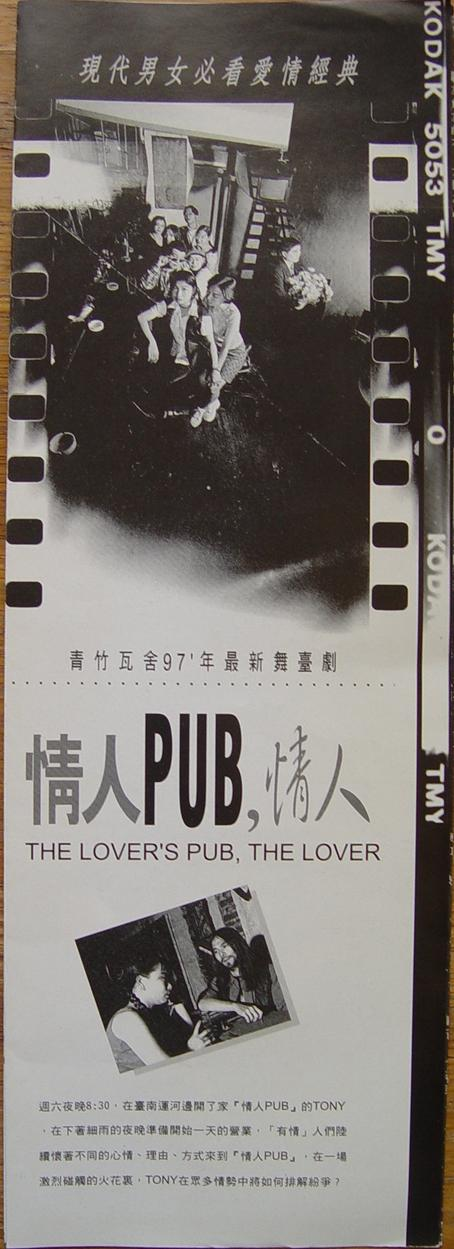 現代男女必看愛情經典
KODAK 5053 TMY
O
KODA
TMY
青竹瓦舍97'年最新舞臺劇
情人PUB,情人
THE LOVER'S PUB, THE LOVER
週六夜晚8:30，在臺南運河邊開了家『情人PUB』的TONY
，在下著細雨的夜晚準備開始一天的營業，「有情」人們陸
續懷著不同的心情、理由、方式來到『情人PUB』，在一場
激烈碰觸的火花裏，TONY在眾多情勢中將如何排解紛爭？